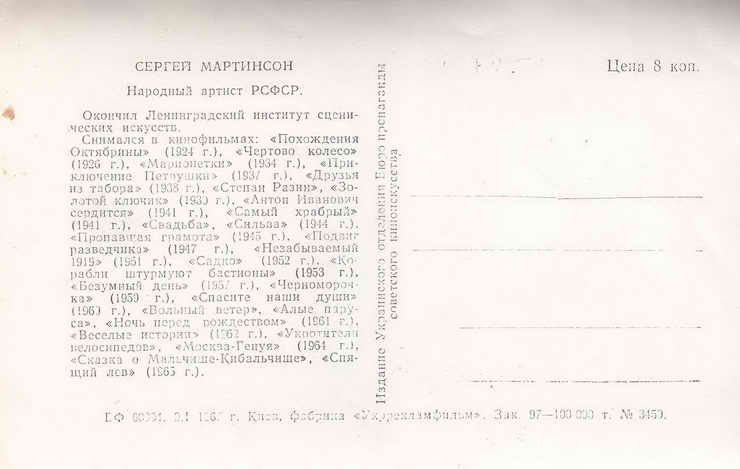 СЕРГЕЙ МАРТИНСОН
Народный артист РСФСР.
Окончил Ленинградский институт сцени-
ческих искусств.
Снимался в кинофильмах: «Похождения
Октябрины» (1924 г.), «Чертово колесо»
(1926 г.), «Марионетки» (1934 г.), «При-
ключение Петрушки» (1937 г.), «Друзья
из табора» (1938 г.), «Степан Разин», «Зо-
лотой ключик» (1939 г.), «Антон Иванович
сердится» (1941 г.), «Самый храбрый»
(1941 г.), «Свадьба», «Сильва» (1944 г.),
«Пропавшая грамота» (1945 г.), «Подвиг
разведчика» (1947 г.), «Незабываемый
1919» (1951 г.), «Садко» (1952 г.), «Ко-
рабли штурмуют бастионы» (1953 г.),
«Безумный день» (1957 г.), «Черномороч-
ка» (1959 г.), «Спасите наши души»
(1960 г.), «Вольный ветер», «Алые пару-
са», «Ночь перед рождеством» (1961 г.),
«Веселые истории» (1962 г.), «Укротители
велосипедов», «Москва-Генуя» (1964 г.),
«Сказка о Мальчише-Кибальчише», «Спя-
щий лев» (1965 г.).
Издание Украинского отделения Бюро пропаганды
советского киноискусства
Цена 8 коп.
БФ г. Киев, фабрика «Укррекламфильм». Зак. 97—100 000 т. № 3450.